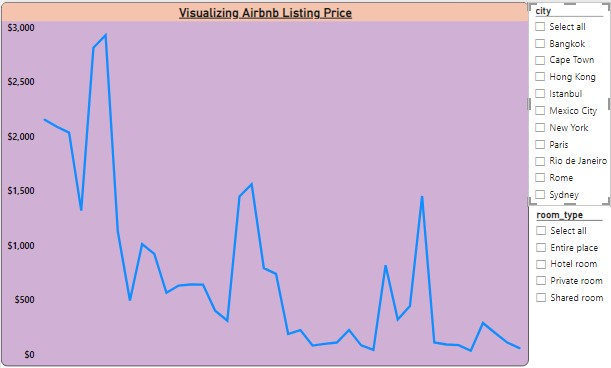 Visualizing Airbnb Listing Price
$3,000
$2,500
$2,000
$1,500
$1,000
$500
$0
city
Select all
Bangkok
Cape Town
Hong Kong
Istanbul
Mexico City
New York
Paris
Rio de Janeiro
Rome
Sydney
room_type
Select all
Entire place
Hotel room
Private room
Shared room